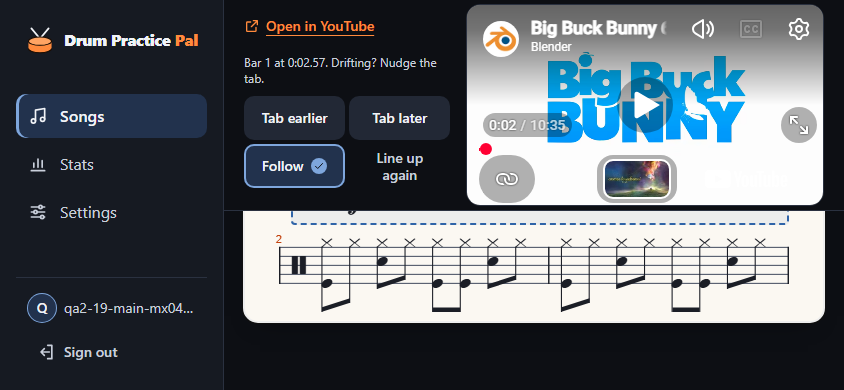 Drum Practice Pal
Songs
Stats
Settings
Q
qa2-19-main-mx04...
Sign out
Open in YouTube
Bar 1 at 0:02.57. Drifting? Nudge the
tab.
Tab earlier
Tab later
Follow
Line up
again
Big Buck Bunny
Blender
CC
Big Buck
BUNNY
0:02 / 10:35
2